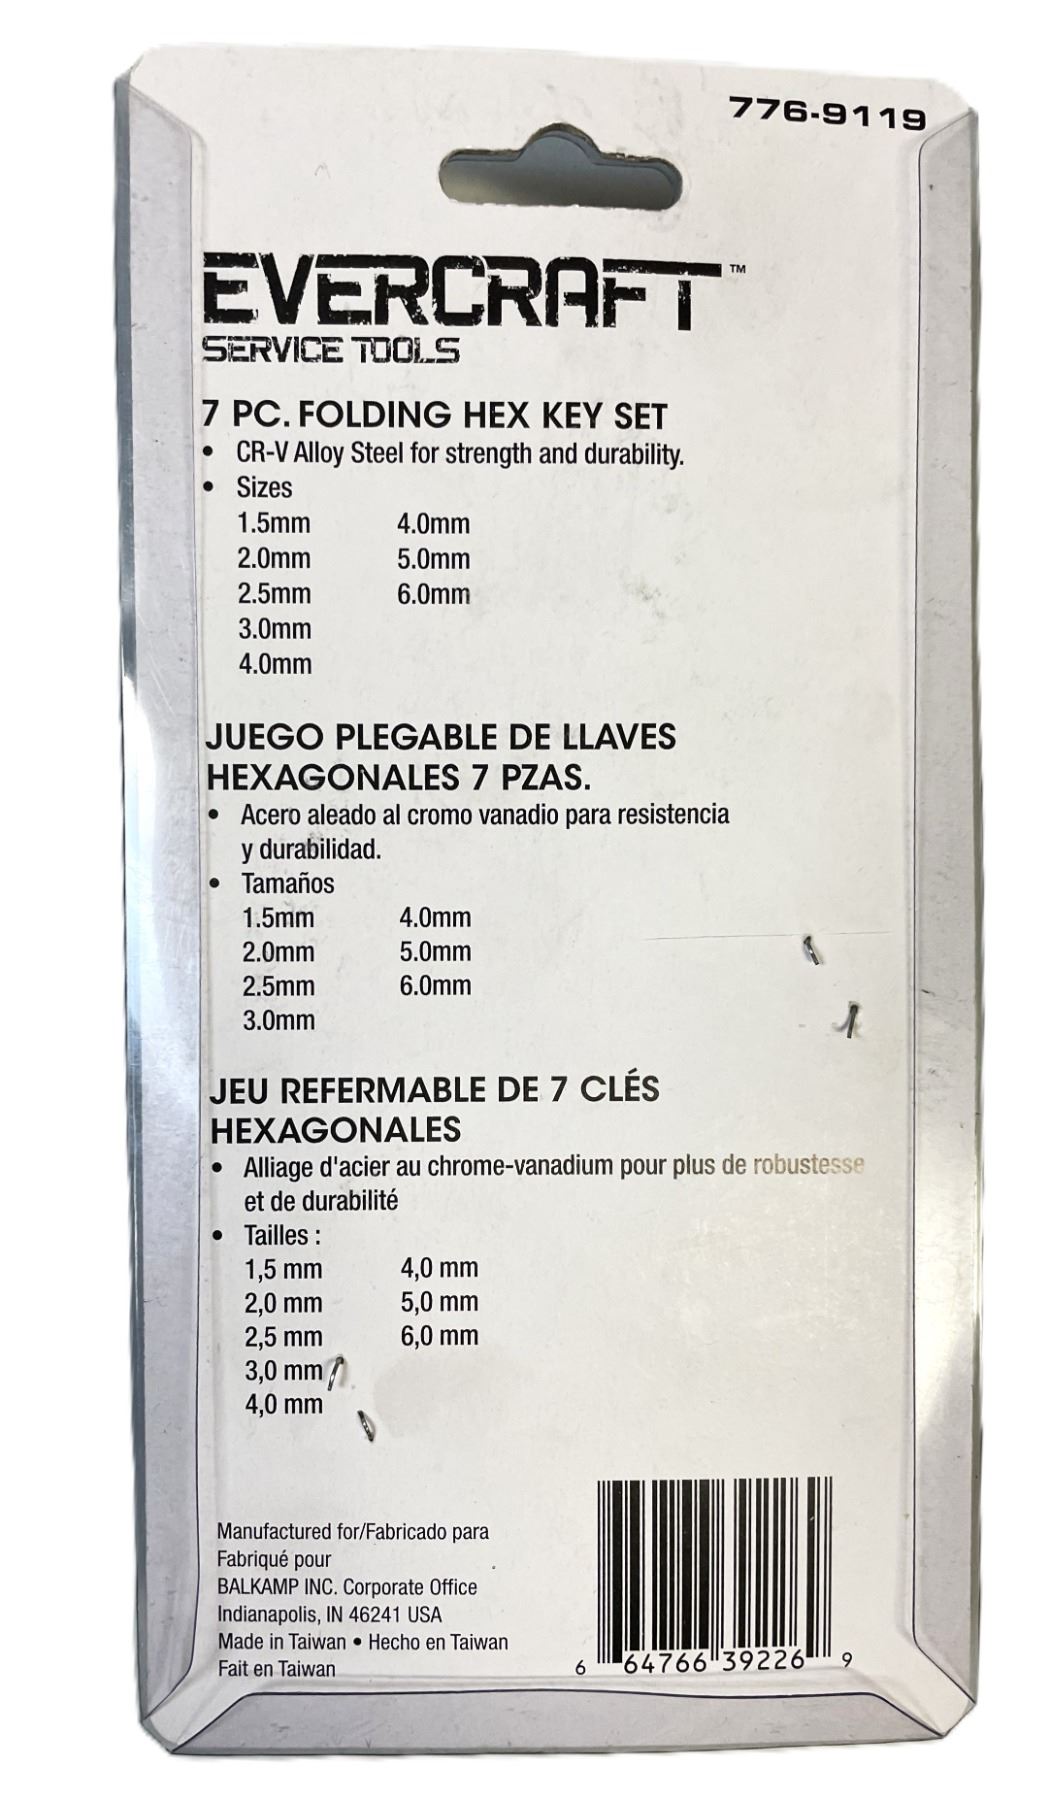 776-9119
EVERCRAFT™
SERVICE TOOLS
7 PC. FOLDING HEX KEY SET
• CR-V Alloy Steel for strength and durability.
• Sizes
1.5mm 4.0mm
2.0mm 5.0mm
2.5mm 6.0mm
3.0mm
4.0mm
JUEGO PLEGABLE DE LLAVES
HEXAGONALES 7 PZAS.
• Acero aleado al cromo vanadio para resistencia
y durabilidad.
• Tamaños
1.5mm 4.0mm
2.0mm 5.0mm
2.5mm 6.0mm
3.0mm
JEU REFERMABLE DE 7 CLÉS
HEXAGONALES
• Alliage d'acier au chrome-vanadium pour plus de robustesse
et de durabilité
• Tailles :
1,5 mm 4,0 mm
2,0 mm 5,0 mm
2,5 mm 6,0 mm
3,0 mm
4,0 mm
Manufactured for/Fabricado para
Fabriqué pour
BALKAMP INC. Corporate Office
Indianapolis, IN 46241 USA
Made in Taiwan • Hecho en Taiwan
Fait en Taiwan
6 64766 39226 9